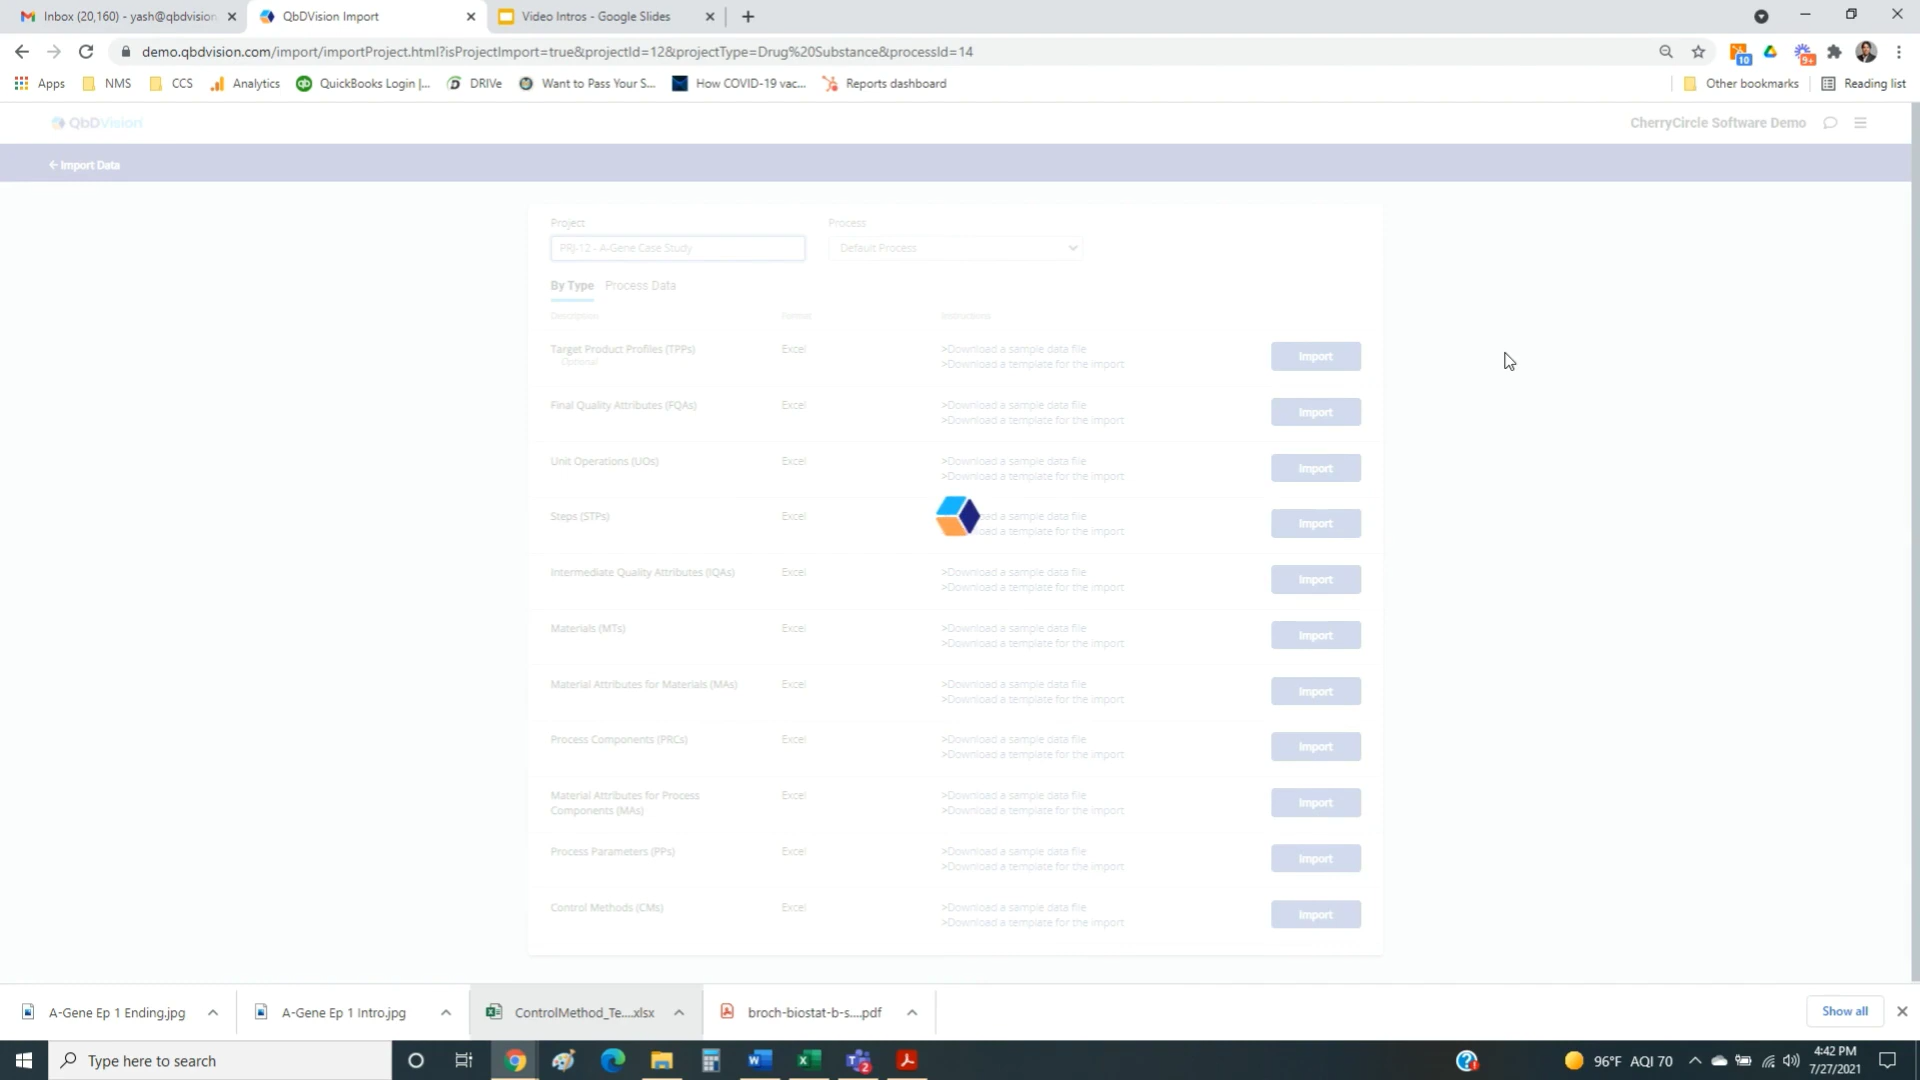 Inbox (20,160) - yash@qbdvision
QbDVision Import
Video Intros - Google Slides
demo.qbdvision.com/import/importProject.html?isProjectImport=true&projectId=12&projectType=Drug%20Substance&processId=14
10
9+
Apps
NMS
CCS
Analytics
QuickBooks Login |...
DRIVe
Want to Pass Your S...
How COVID-19 vac...
Reports dashboard
Other bookmarks
Reading list
QbDVision
CherryCircle Software Demo
Import Data
Project
Process
PRJ-12 - A-Gene Case Study
Default Process
By Type
Process Data
Description
Format
Instructions
Target Product Profiles (TPPs)
Optional
Excel
>Download a sample data file
>Download a template for the import
Import
Final Quality Attributes (FQAs)
Excel
>Download a sample data file
>Download a template for the import
Import
Unit Operations (UOs)
Excel
>Download a sample data file
>Download a template for the import
Import
Steps (STPs)
Excel
ad a sample data file
oad a template for the import
Import
Intermediate Quality Attributes (IQAs)
Excel
>Download a sample data file
>Download a template for the import
Import
Materials (MTs)
Excel
>Download a sample data file
>Download a template for the import
Import
Material Attributes for Materials (MAs)
Excel
>Download a sample data file
>Download a template for the import
Import
Process Components (PRCs)
Excel
>Download a sample data file
>Download a template for the import
Import
Material Attributes for Process
Components (MAs)
Excel
>Download a sample data file
>Download a template for the import
Import
Process Parameters (PPs)
Excel
>Download a sample data file
>Download a template for the import
Import
Control Methods (CMs)
Excel
>Download a sample data file
>Download a template for the import
Import
A-Gene Ep 1 Ending.jpg
A-Gene Ep 1 Intro.jpg
ControlMethod_Te....xlsx
broch-biostat-b-s....pdf
Show all
Type here to search
2
96°F AQI 70
4:42 PM
7/27/2021